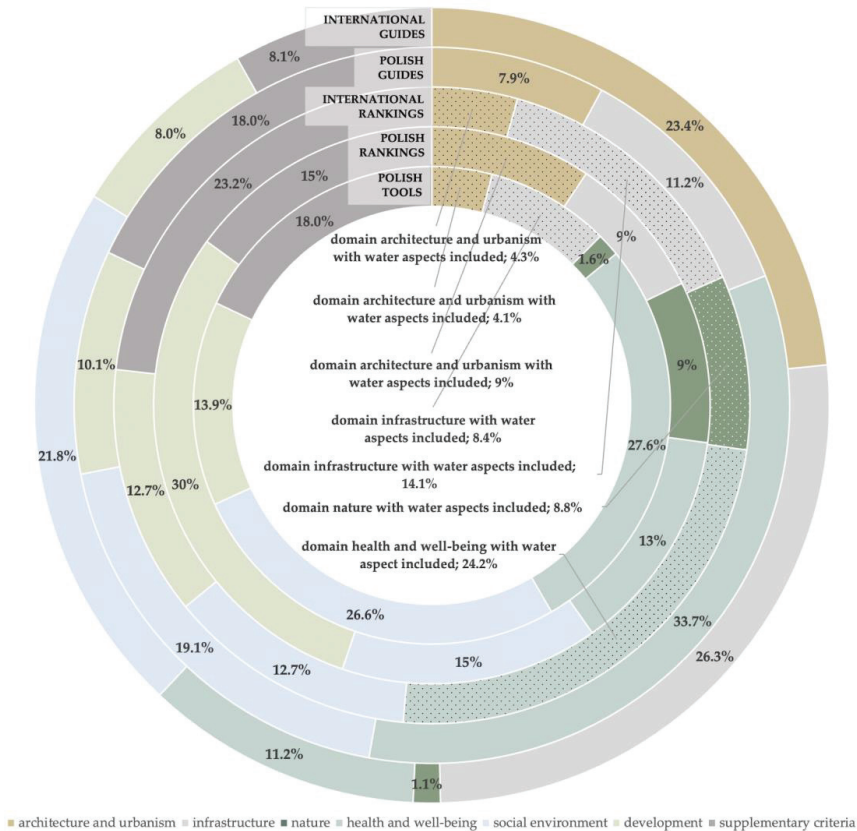 INTERNATIONAL
GUIDES
8.1%
POLISH
GUIDES
7.9%
INTERNATIONAL
RANKINGS
8.0%
18.0%
23.4%
POLISH
RANKINGS
23.2%
15%
11.2%
POLISH
TOOLS
18.0%
9%
domain architecture and urbanism
with water aspects included; 4.3%
1.6%
domain architecture and urbanism with
water aspects included; 4.1%
10.1%
domain architecture and urbanism with
water aspects included; 9%
9%
13.9%
domain infrastructure with water
aspects included; 8.4%
27.6%
21.8%
domain infrastructure with water aspects included;
14.1%
12.7%
30%
domain nature with water aspects included; 8.8%
domain health and well-being with water
aspect included; 24.2%
13%
26.6%
33.7%
19.1%
26.3%
12.7%
15%
11.2%
1.1%
architecture and urbanism infrastructure nature health and well-being social environment development supplementary criteria